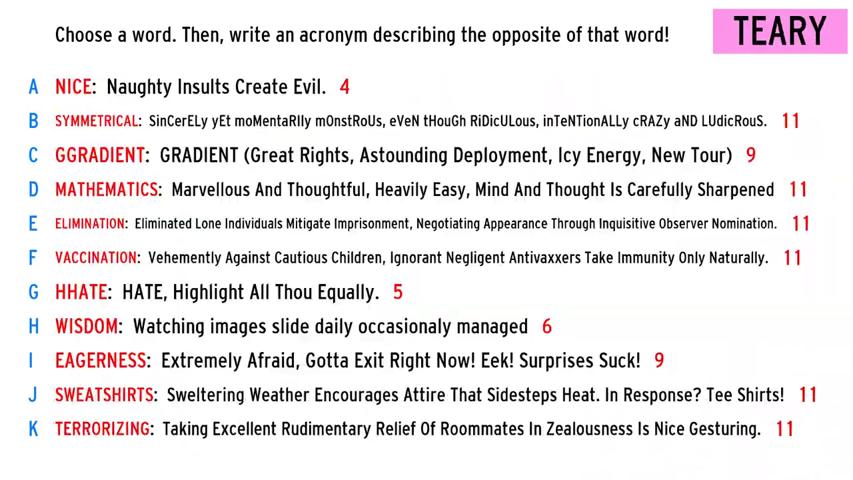 Choose a word. Then, write an acronym describing the opposite of that word!
TEARY
A NICE: Naughty Insults Create Evil. 4
B SYMMETRICAL: SinCerELy yEt moMentaRIly mOnstRoUs, eVeN tHouGh RiDicULous, inTeNTionALLy cRAZy aND LUdicRouS. 11
C GGRADIENT: GRADIENT (Great Rights, Astounding Deployment, Icy Energy, New Tour) 9
D MATHEMATICS: Marvellous And Thoughtful, Heavily Easy, Mind And Thought Is Carefully Sharpened 11
E ELIMINATION: Eliminated Lone Individuals Mitigate Imprisonment, Negotiating Appearance Through Inquisitive Observer Nomination. 11
F VACCINATION: Vehemently Against Cautious Children, Ignorant Negligent Antivaxxers Take Immunity Only Naturally. 11
G HHATE: HATE, Highlight All Thou Equally. 5
H WISDOM: Watching images slide daily occasionaly managed 6
I EAGERNESS: Extremely Afraid, Gotta Exit Right Now! Eek! Surprises Suck! 9
J SWEATSHIRTS: Sweltering Weather Encourages Attire That Sidesteps Heat. In Response? Tee Shirts! 11
K TERRORIZING: Taking Excellent Rudimentary Relief Of Roommates In Zealousness Is Nice Gesturing. 11